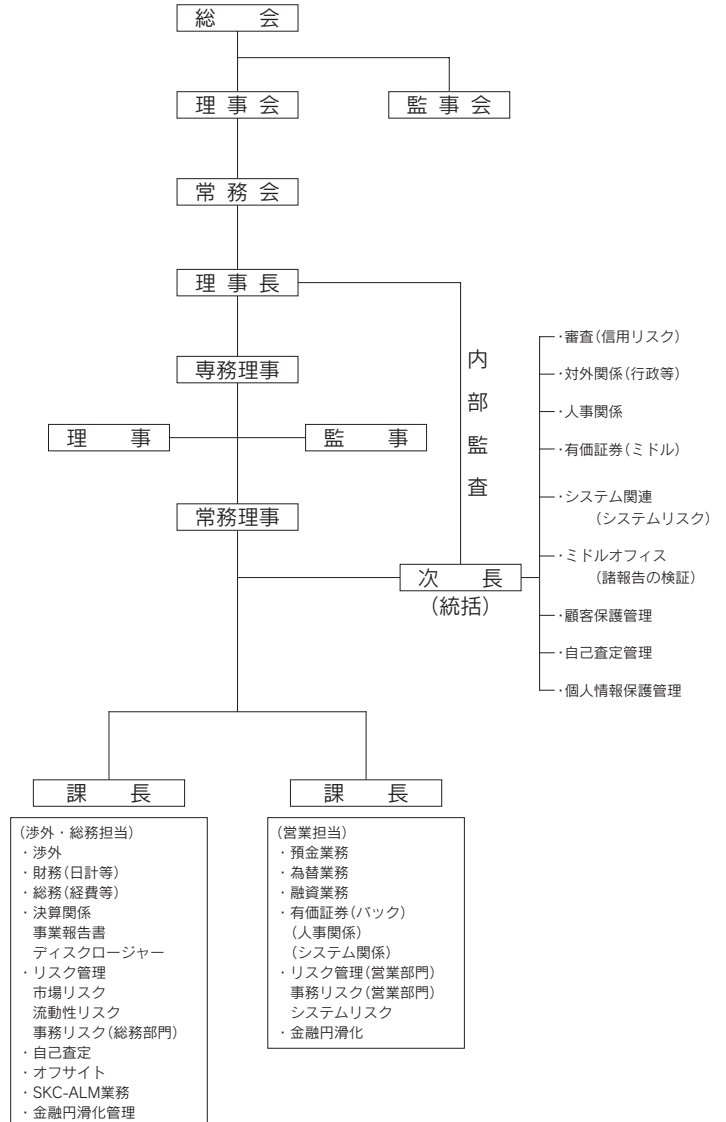 総　会
理 事 会
監 事 会
常 務 会
理 事 長
専務理事
理　事
監　事
常務理事
内部監査
次　長
(統括)
・審査(信用リスク)
・対外関係(行政等)
・人事関係
・有価証券(ミドル)
・システム関連
(システムリスク)
・ミドルオフィス
(諸報告の検証)
・顧客保護管理
・自己査定管理
・個人情報保護管理
課　長
(渉外・総務担当)
・渉外
・財務(日計等)
・総務(経費等)
・決算関係
事業報告書
ディスクロージャー
・リスク管理
市場リスク
流動性リスク
事務リスク(総務部門)
・自己査定
・オフサイト
・SKC-ALM業務
・金融円滑化管理
課　長
(営業担当)
・預金業務
・為替業務
・融資業務
・有価証券(バック)
(人事関係)
(システム関係)
・リスク管理(営業部門)
事務リスク(営業部門)
システムリスク
・金融円滑化